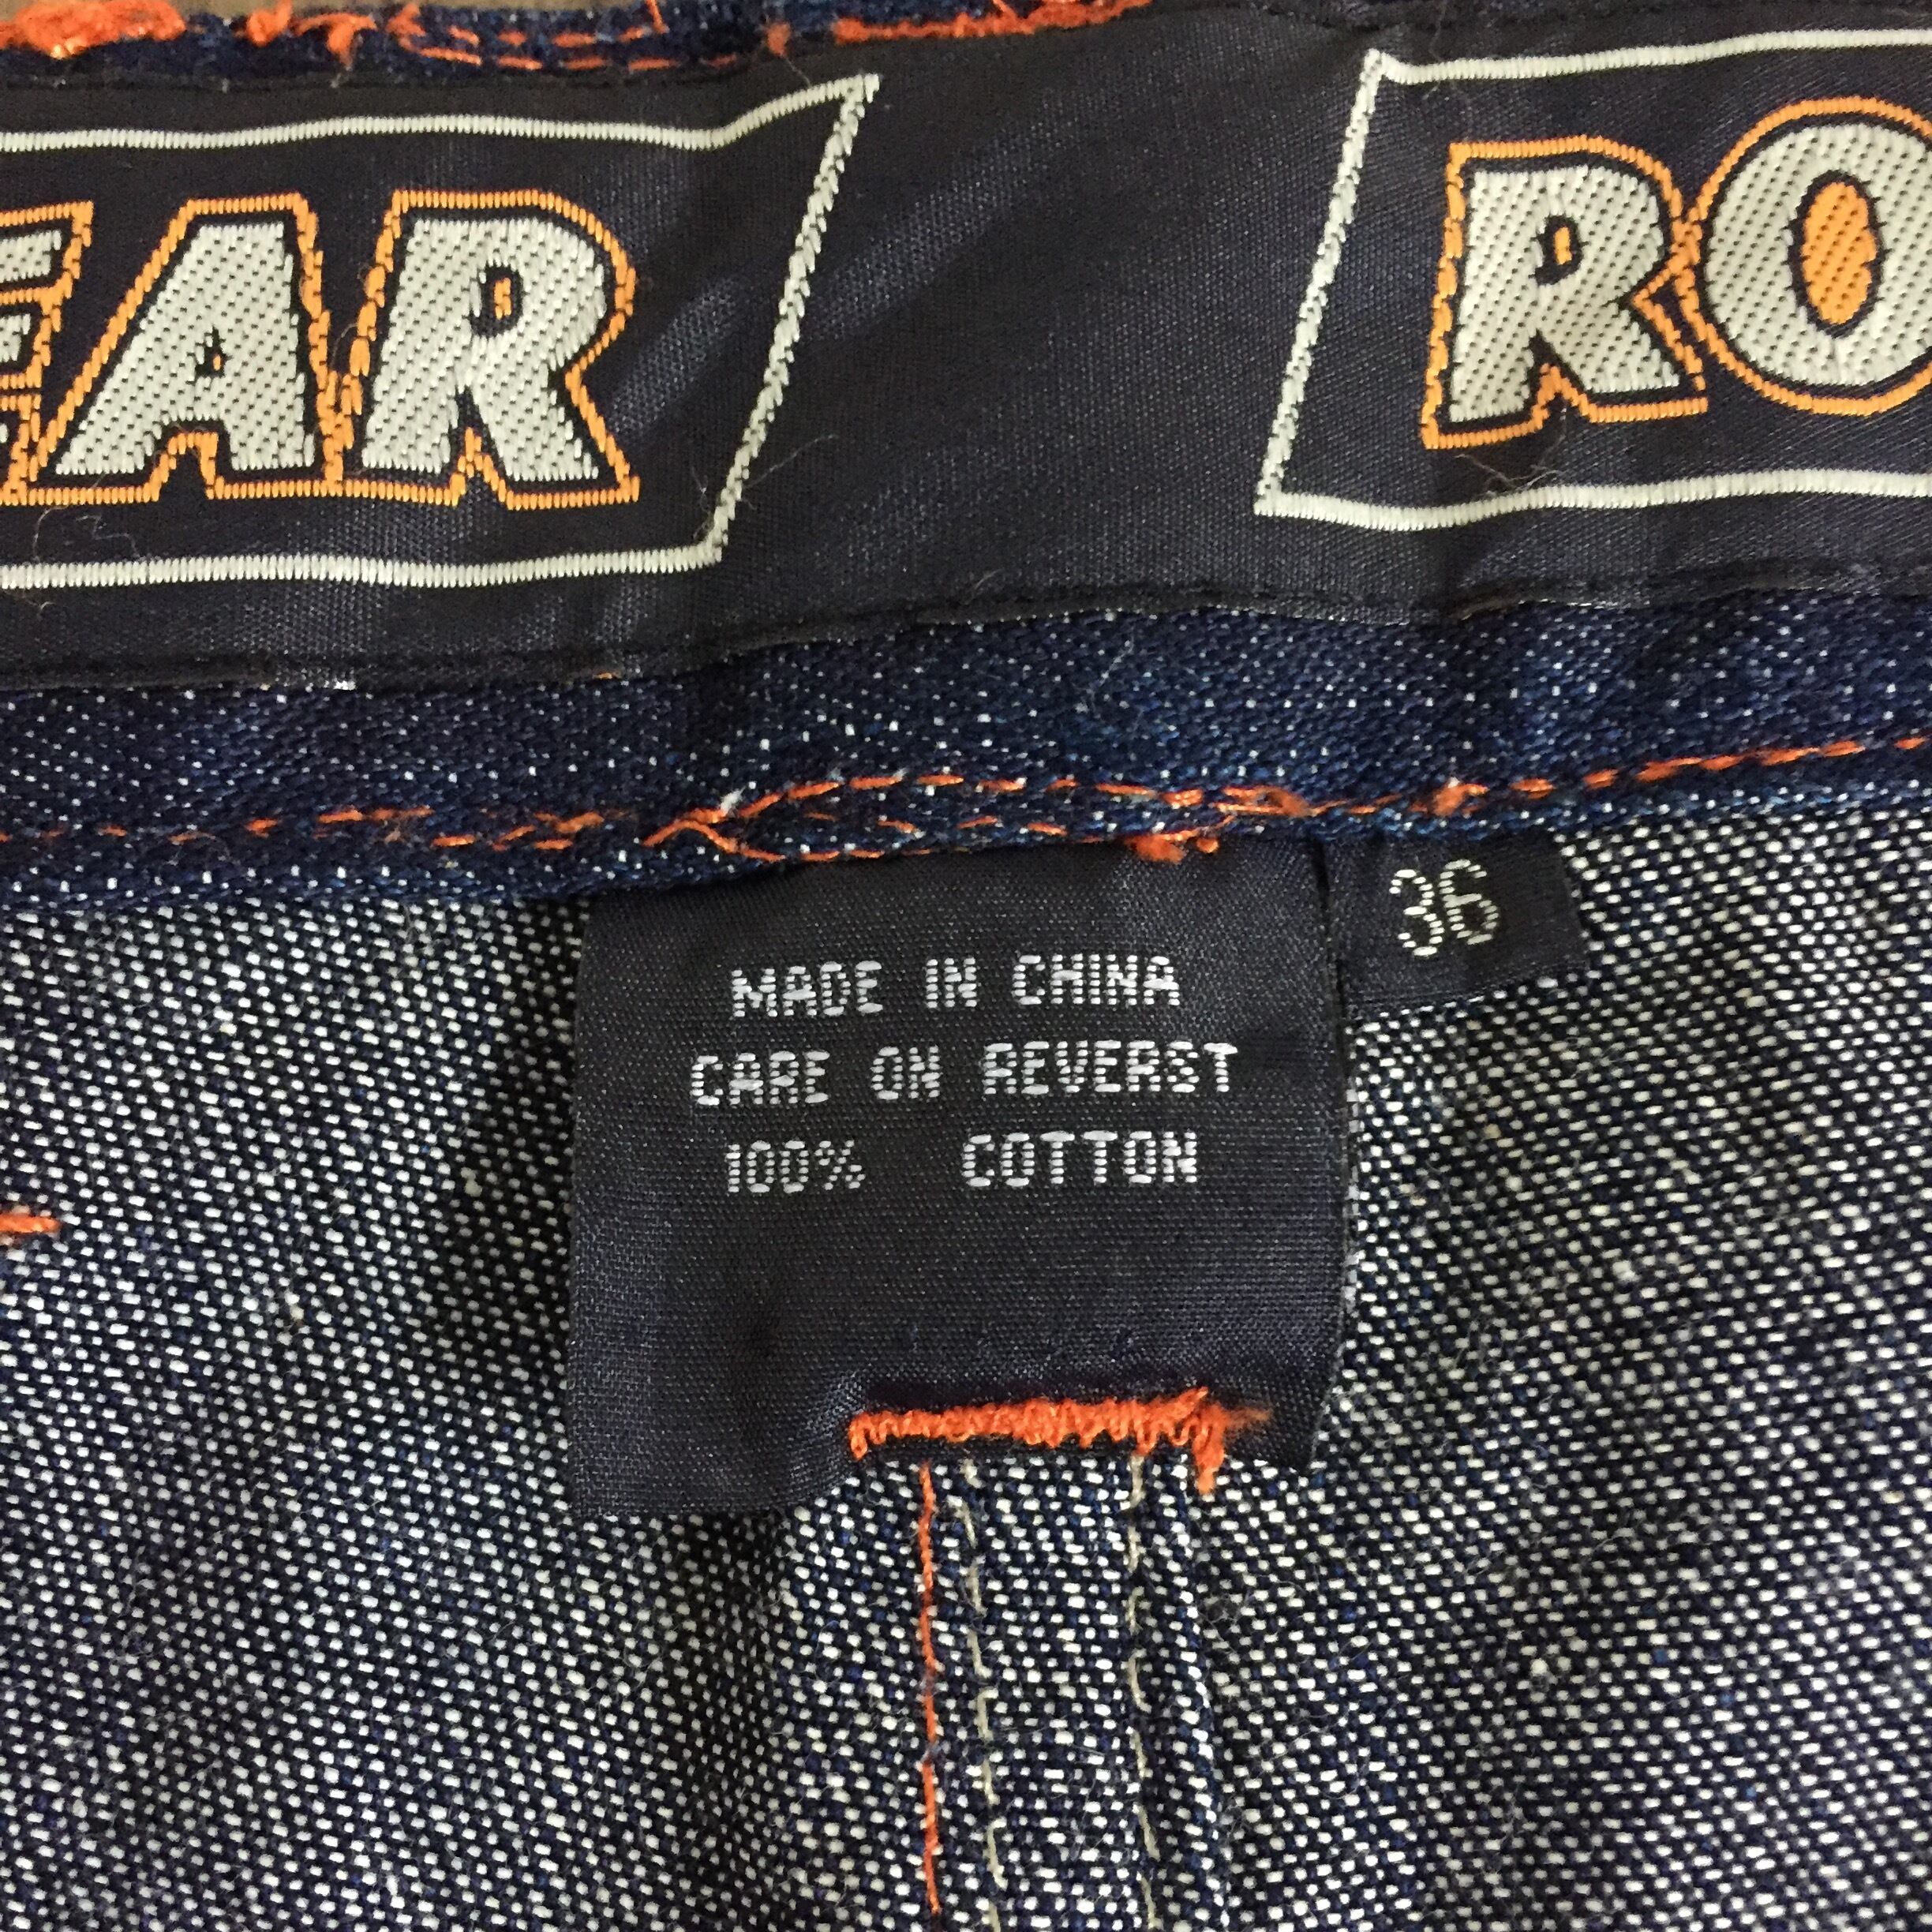 EAR
RO
36
MADE IN CHINA
CARE ON REVERST
100% COTTON